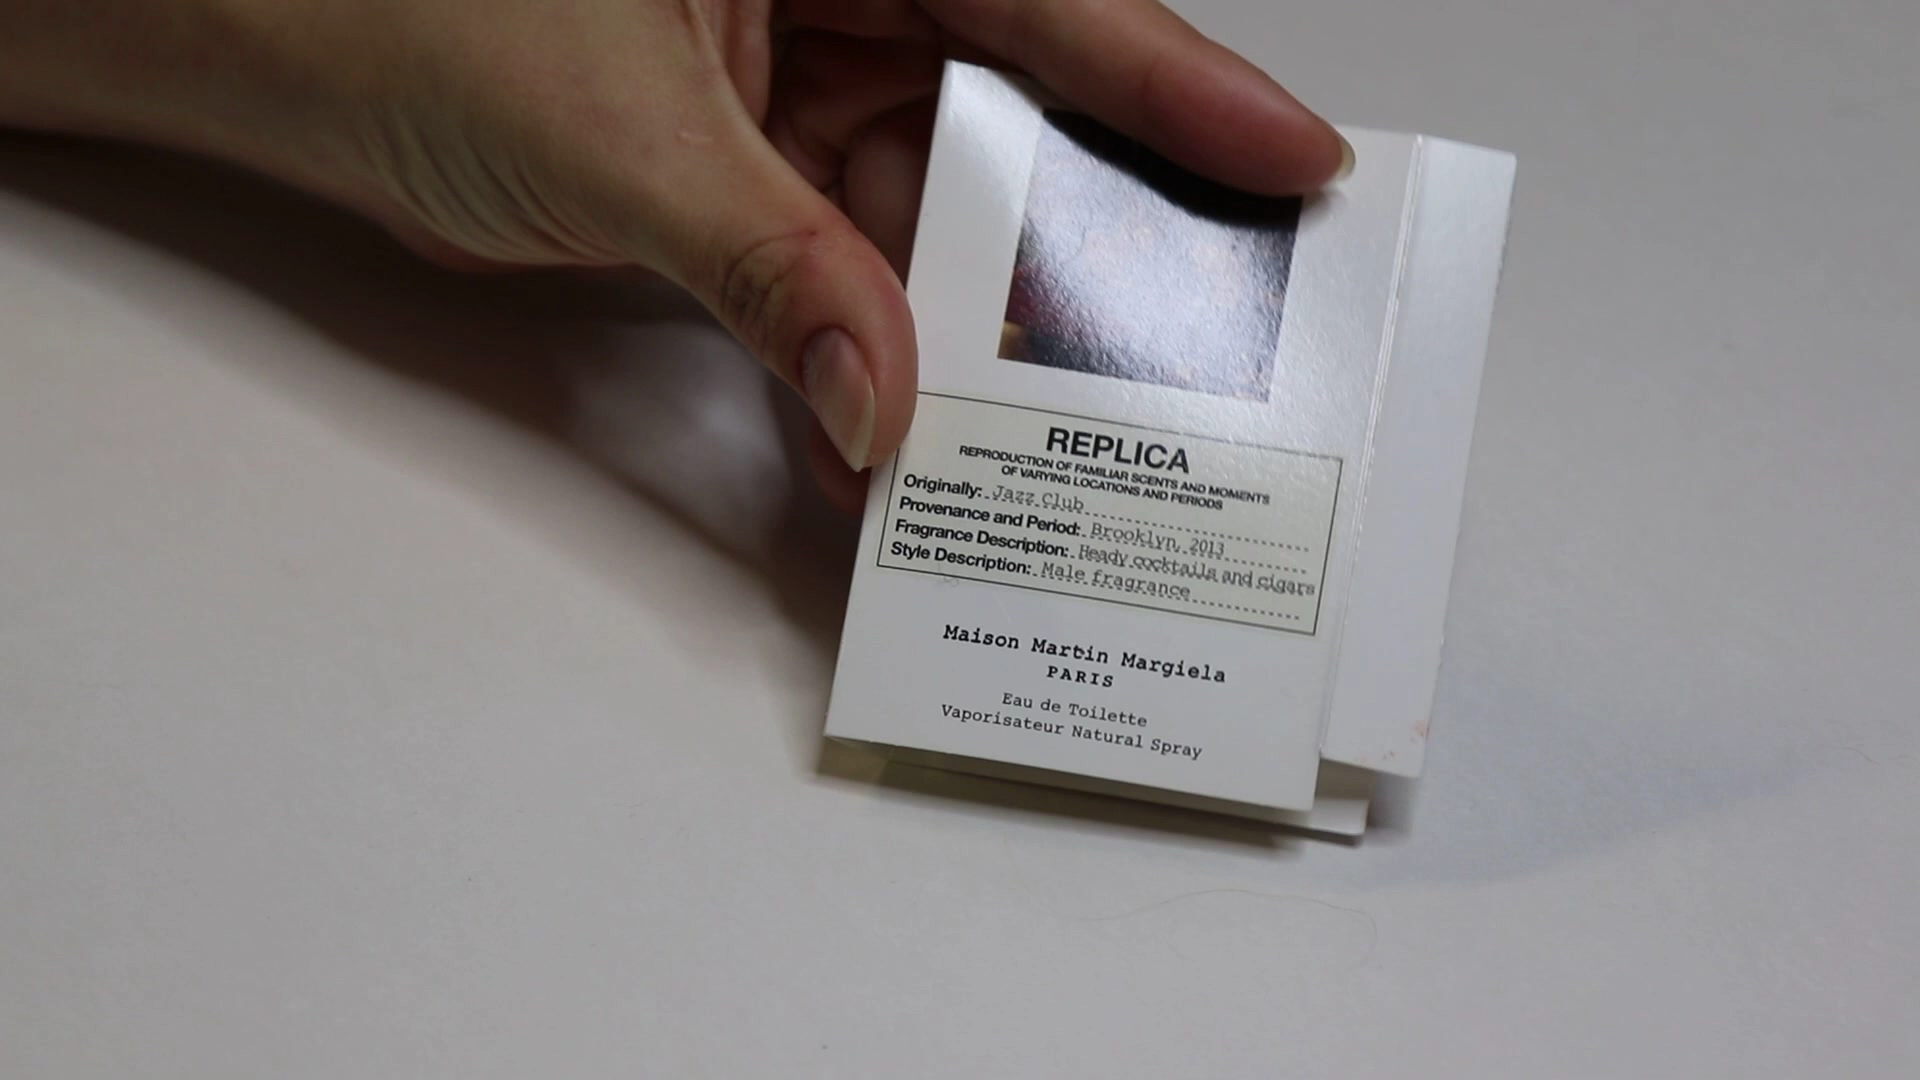 REPLICA
REPRODUCTION OF FAMILIAR SCENTS AND MOMENTS
OF VARYING LOCATIONS AND PERIODS
Originally: Jazz Club
Provenance and Period: Brooklyn, 2013
Fragrance Description: Heady cocktails and cigars
Style Description: Male fragrance
Maison Martin Margiela
PARIS
Eau de Toilette
Vaporisateur Natural Spray